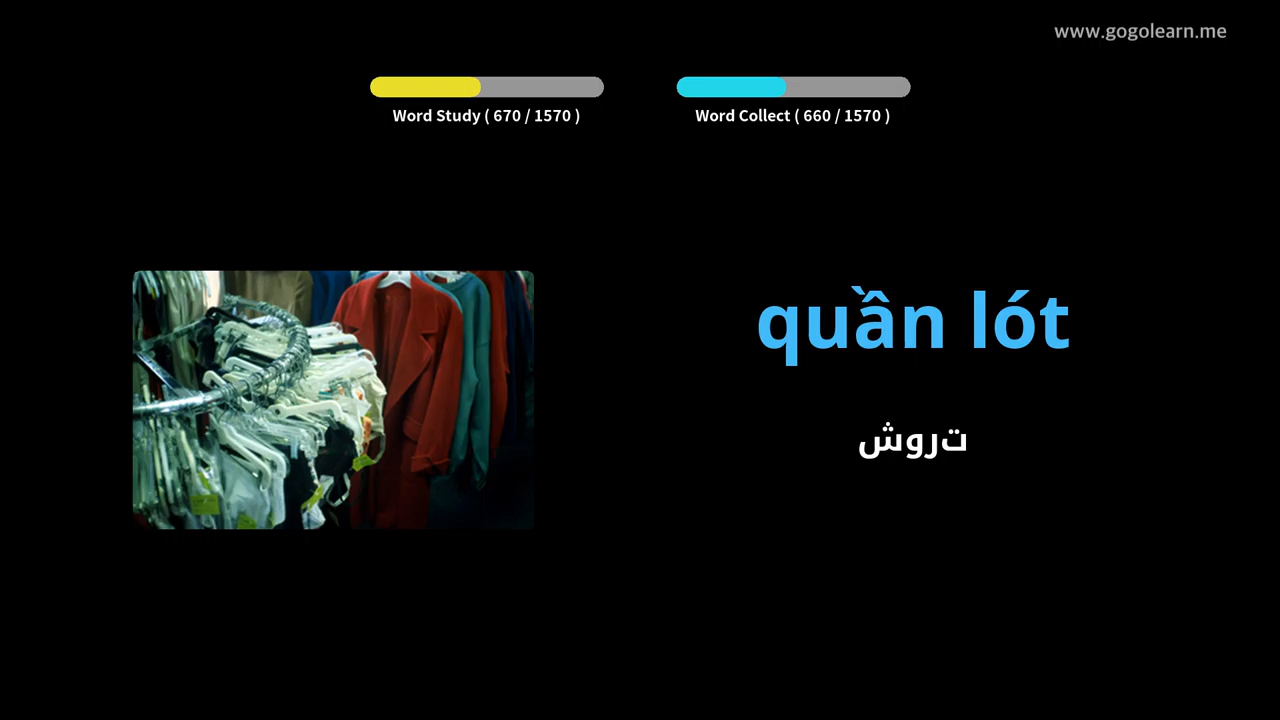 www.gogolearn.me
Word Study ( 670 / 1570 )
Word Collect ( 660 / 1570 )
quần lót
تروش